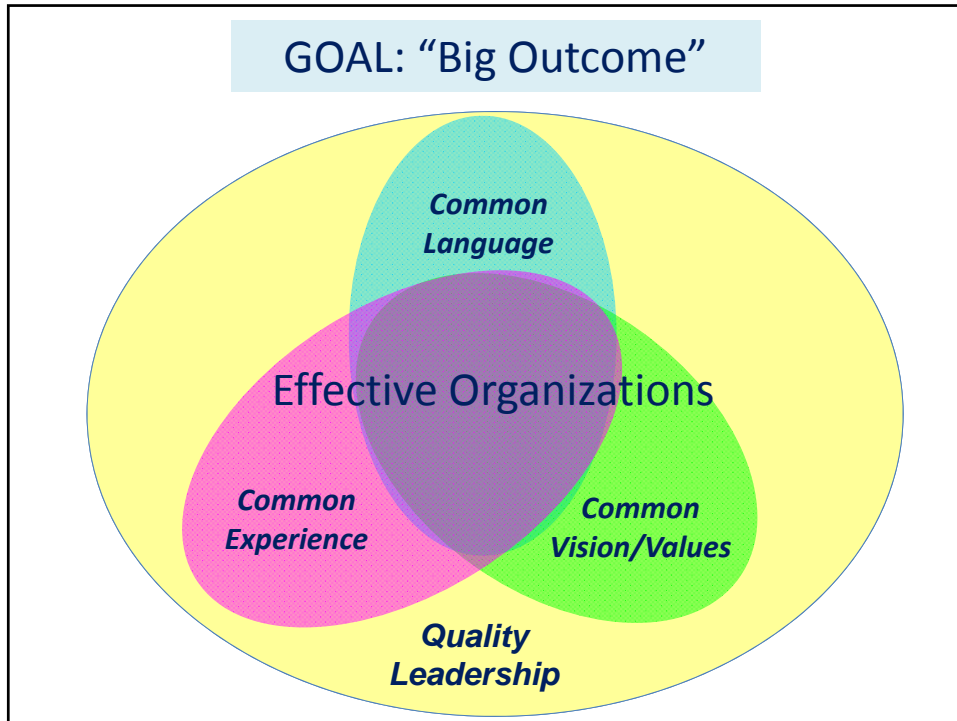 GOAL: “Big Outcome”
Common
Language
Effective Organizations
Common
Experience
Common
Vision/Values
Quality
Leadership